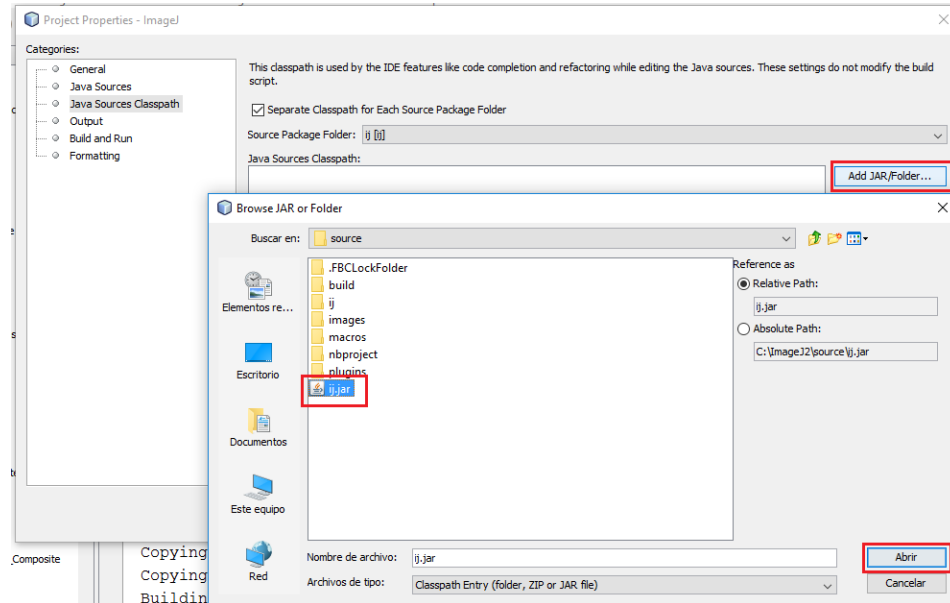 Project Properties - ImageJ
Categories:
General
Java Sources
Java Sources Classpath
Output
Build and Run
Formatting
This classpath is used by the IDE features like code completion and refactoring while editing the Java sources. These settings do not modify the build
script.
Separate Classpath for Each Source Package Folder
Source Package Folder: ij [ij]
Java Sources Classpath:
Add JAR/Folder...
Browse JAR or Folder
Buscar en: source
Elementos re...
Escritorio
Documentos
Este equipo
Red
.FBCLockFolder
build
ij
images
macros
nbproject
plugins
ij.jar
Reference as
Relative Path:
ij.jar
Absolute Path:
C:\ImageJ2\source\ij.jar
Nombre de archivo: ij.jar
Abrir
Archivos de tipo: Classpath Entry (folder, ZIP or JAR file)
Cancelar
Composite
Copying
Copying
Buildin